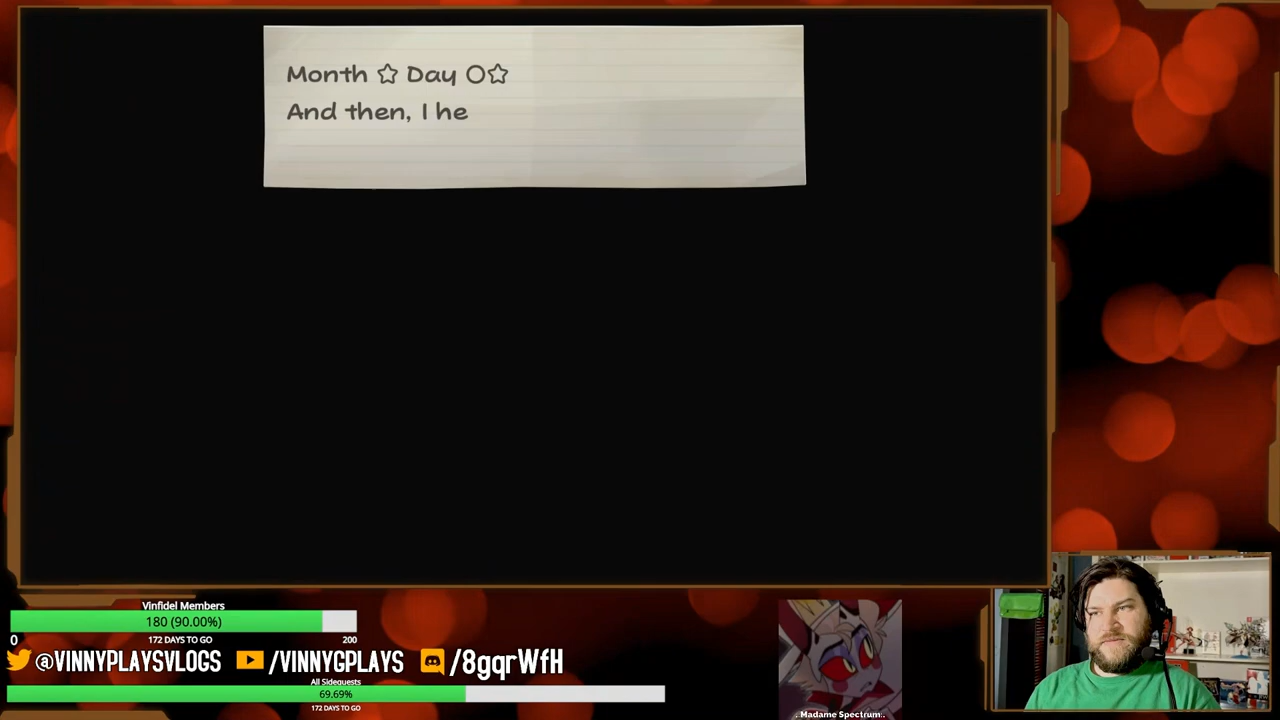 Month ☆ Day ○☆
And then, I he
Vinfidel Members
180 (90.00%)
0
172 DAYS TO GO
200
@VINNYPLAYSVLOGS
/VINNYGPLAYS
/8gqrWfH
All Sidequests
69.69%
172 DAYS TO GO
. Madame Spectrum:.